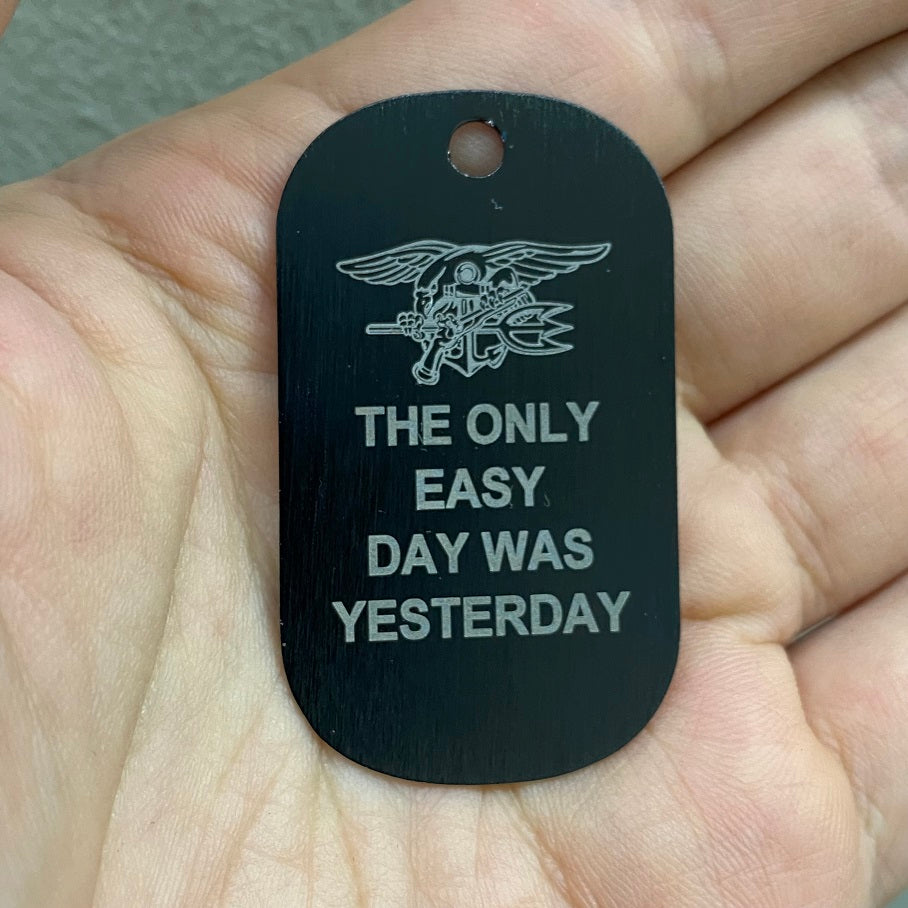 THE ONLY
EASY
DAY WAS
YESTERDAY